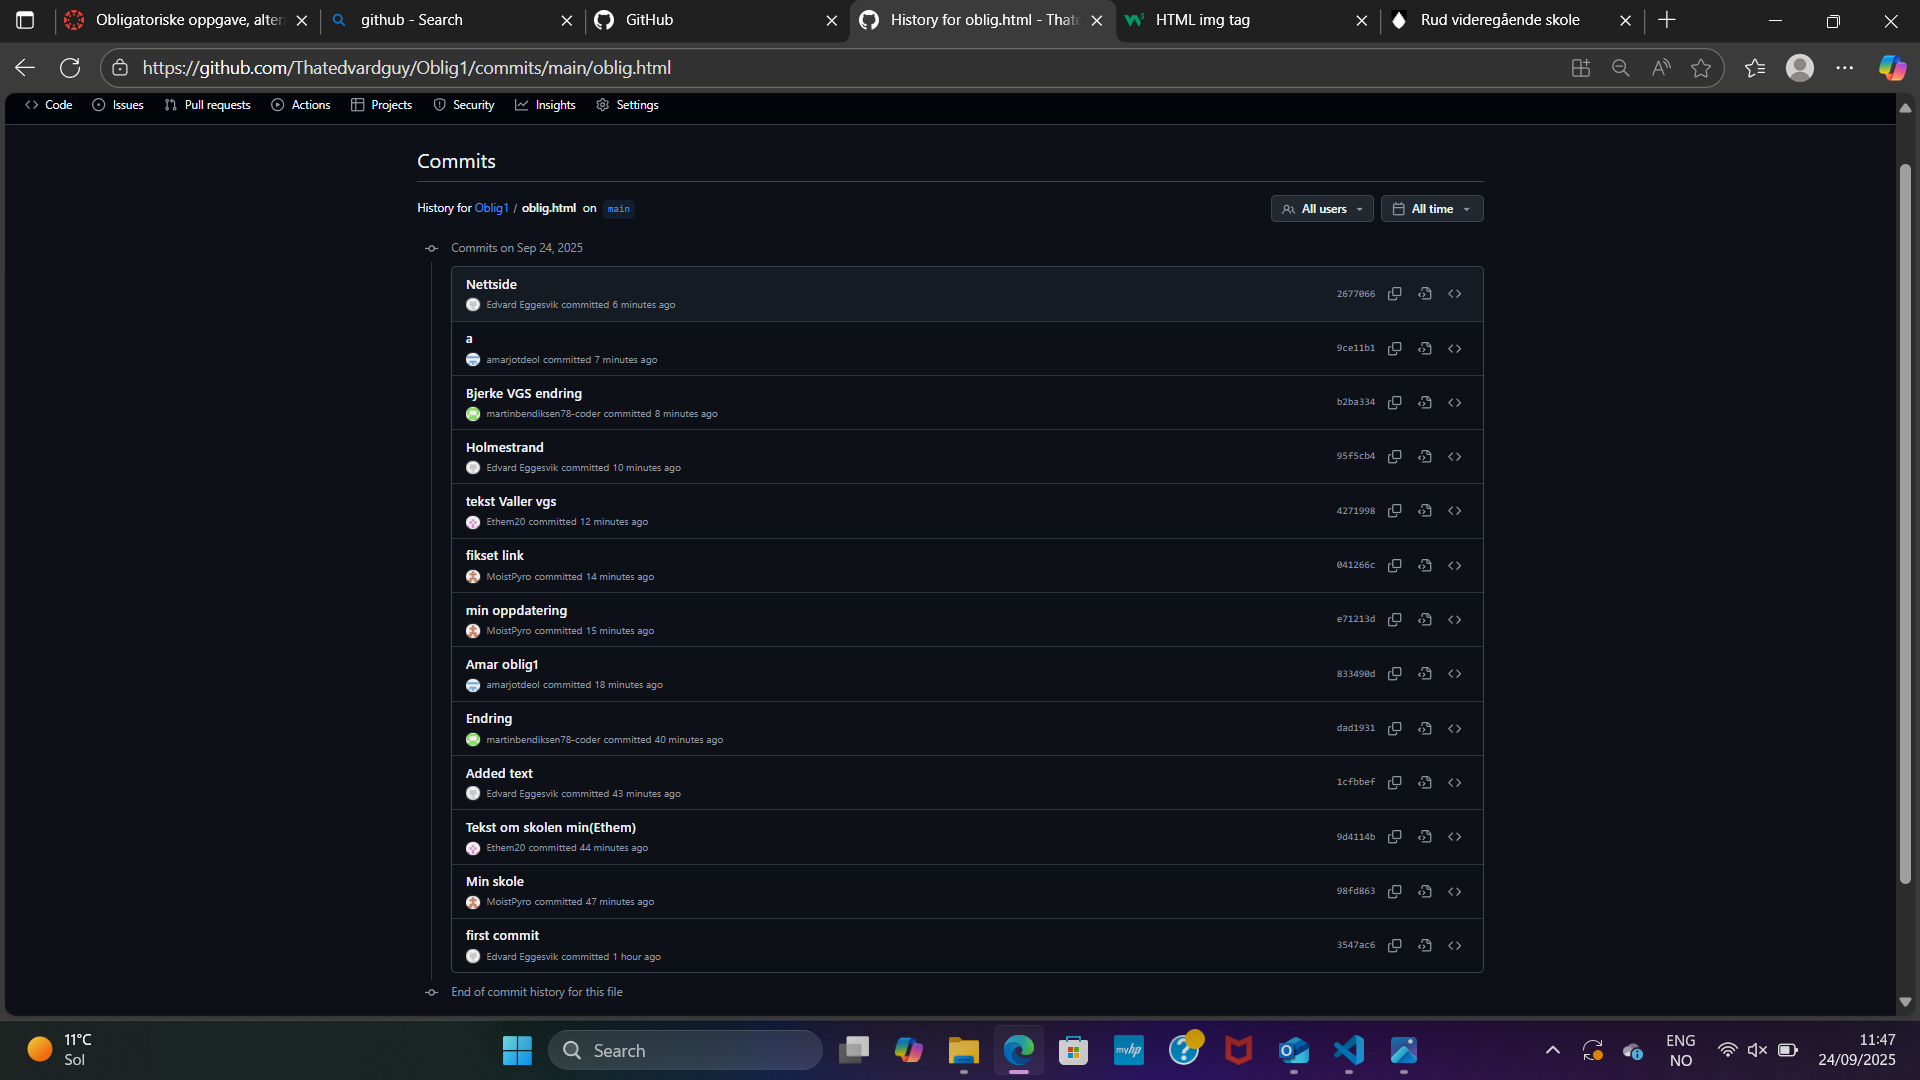 Obligatoriske oppgave, alter
github - Search
GitHub
History for oblig.html - Thate
HTML img tag
Rud videregående skole
https://github.com/Thatedvardguy/Oblig1/commits/main/oblig.html
Code
Issues
Pull requests
Actions
Projects
Security
Insights
Settings
Commits
History for Oblig1 / oblig.html on main
All users
All time
Commits on Sep 24, 2025
Nettside
Edvard Eggesvik committed 6 minutes ago
2677066
a
amarjotdeol committed 7 minutes ago
9ce11b1
Bjerke VGS endring
martinbendiksen78-coder committed 8 minutes ago
b2ba334
Holmestrand
Edvard Eggesvik committed 10 minutes ago
95f5cb4
tekst Valler vgs
Ethem20 committed 12 minutes ago
4271998
fikset link
MoistPyro committed 14 minutes ago
041266c
min oppdatering
MoistPyro committed 15 minutes ago
e71213d
Amar oblig1
amarjotdeol committed 18 minutes ago
833490d
Endring
martinbendiksen78-coder committed 40 minutes ago
dad1931
Added text
Edvard Eggesvik committed 43 minutes ago
1cfbbef
Tekst om skolen min(Ethem)
Ethem20 committed 44 minutes ago
9d4114b
Min skole
MoistPyro committed 47 minutes ago
98fd863
first commit
Edvard Eggesvik committed 1 hour ago
3547ac6
End of commit history for this file
11°C
Sol
Search
myhp
ENG
NO
11:47
24/09/2025